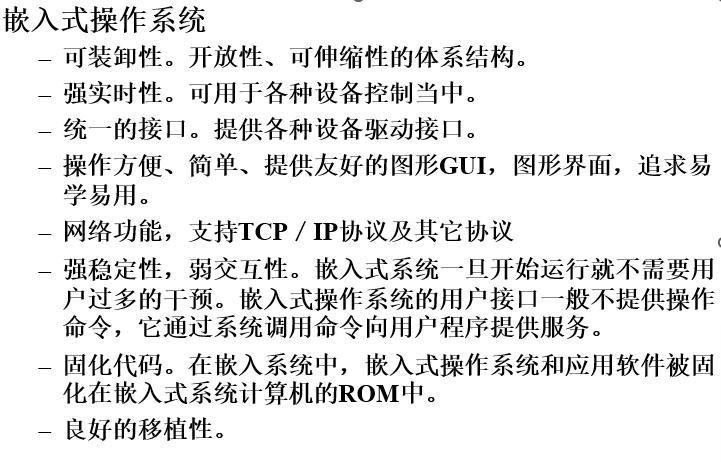 嵌入式操作系统
– 可装卸性。开放性、可伸缩性的体系结构。
– 强实时性。可用于各种设备控制当中。
– 统一的接口。提供各种设备驱动接口。
– 操作方便、简单、提供友好的图形GUI，图形界面，追求易
学易用。
– 网络功能，支持TCP／IP协议及其它协议
– 强稳定性，弱交互性。嵌入式系统一旦开始运行就不需要用
户过多的干预。嵌入式操作系统的用户接口一般不提供操作
命令，它通过系统调用命令向用户程序提供服务。
– 固化代码。在嵌入系统中，嵌入式操作系统和应用软件被固
化在嵌入式系统计算机的ROM中。
– 良好的移植性。